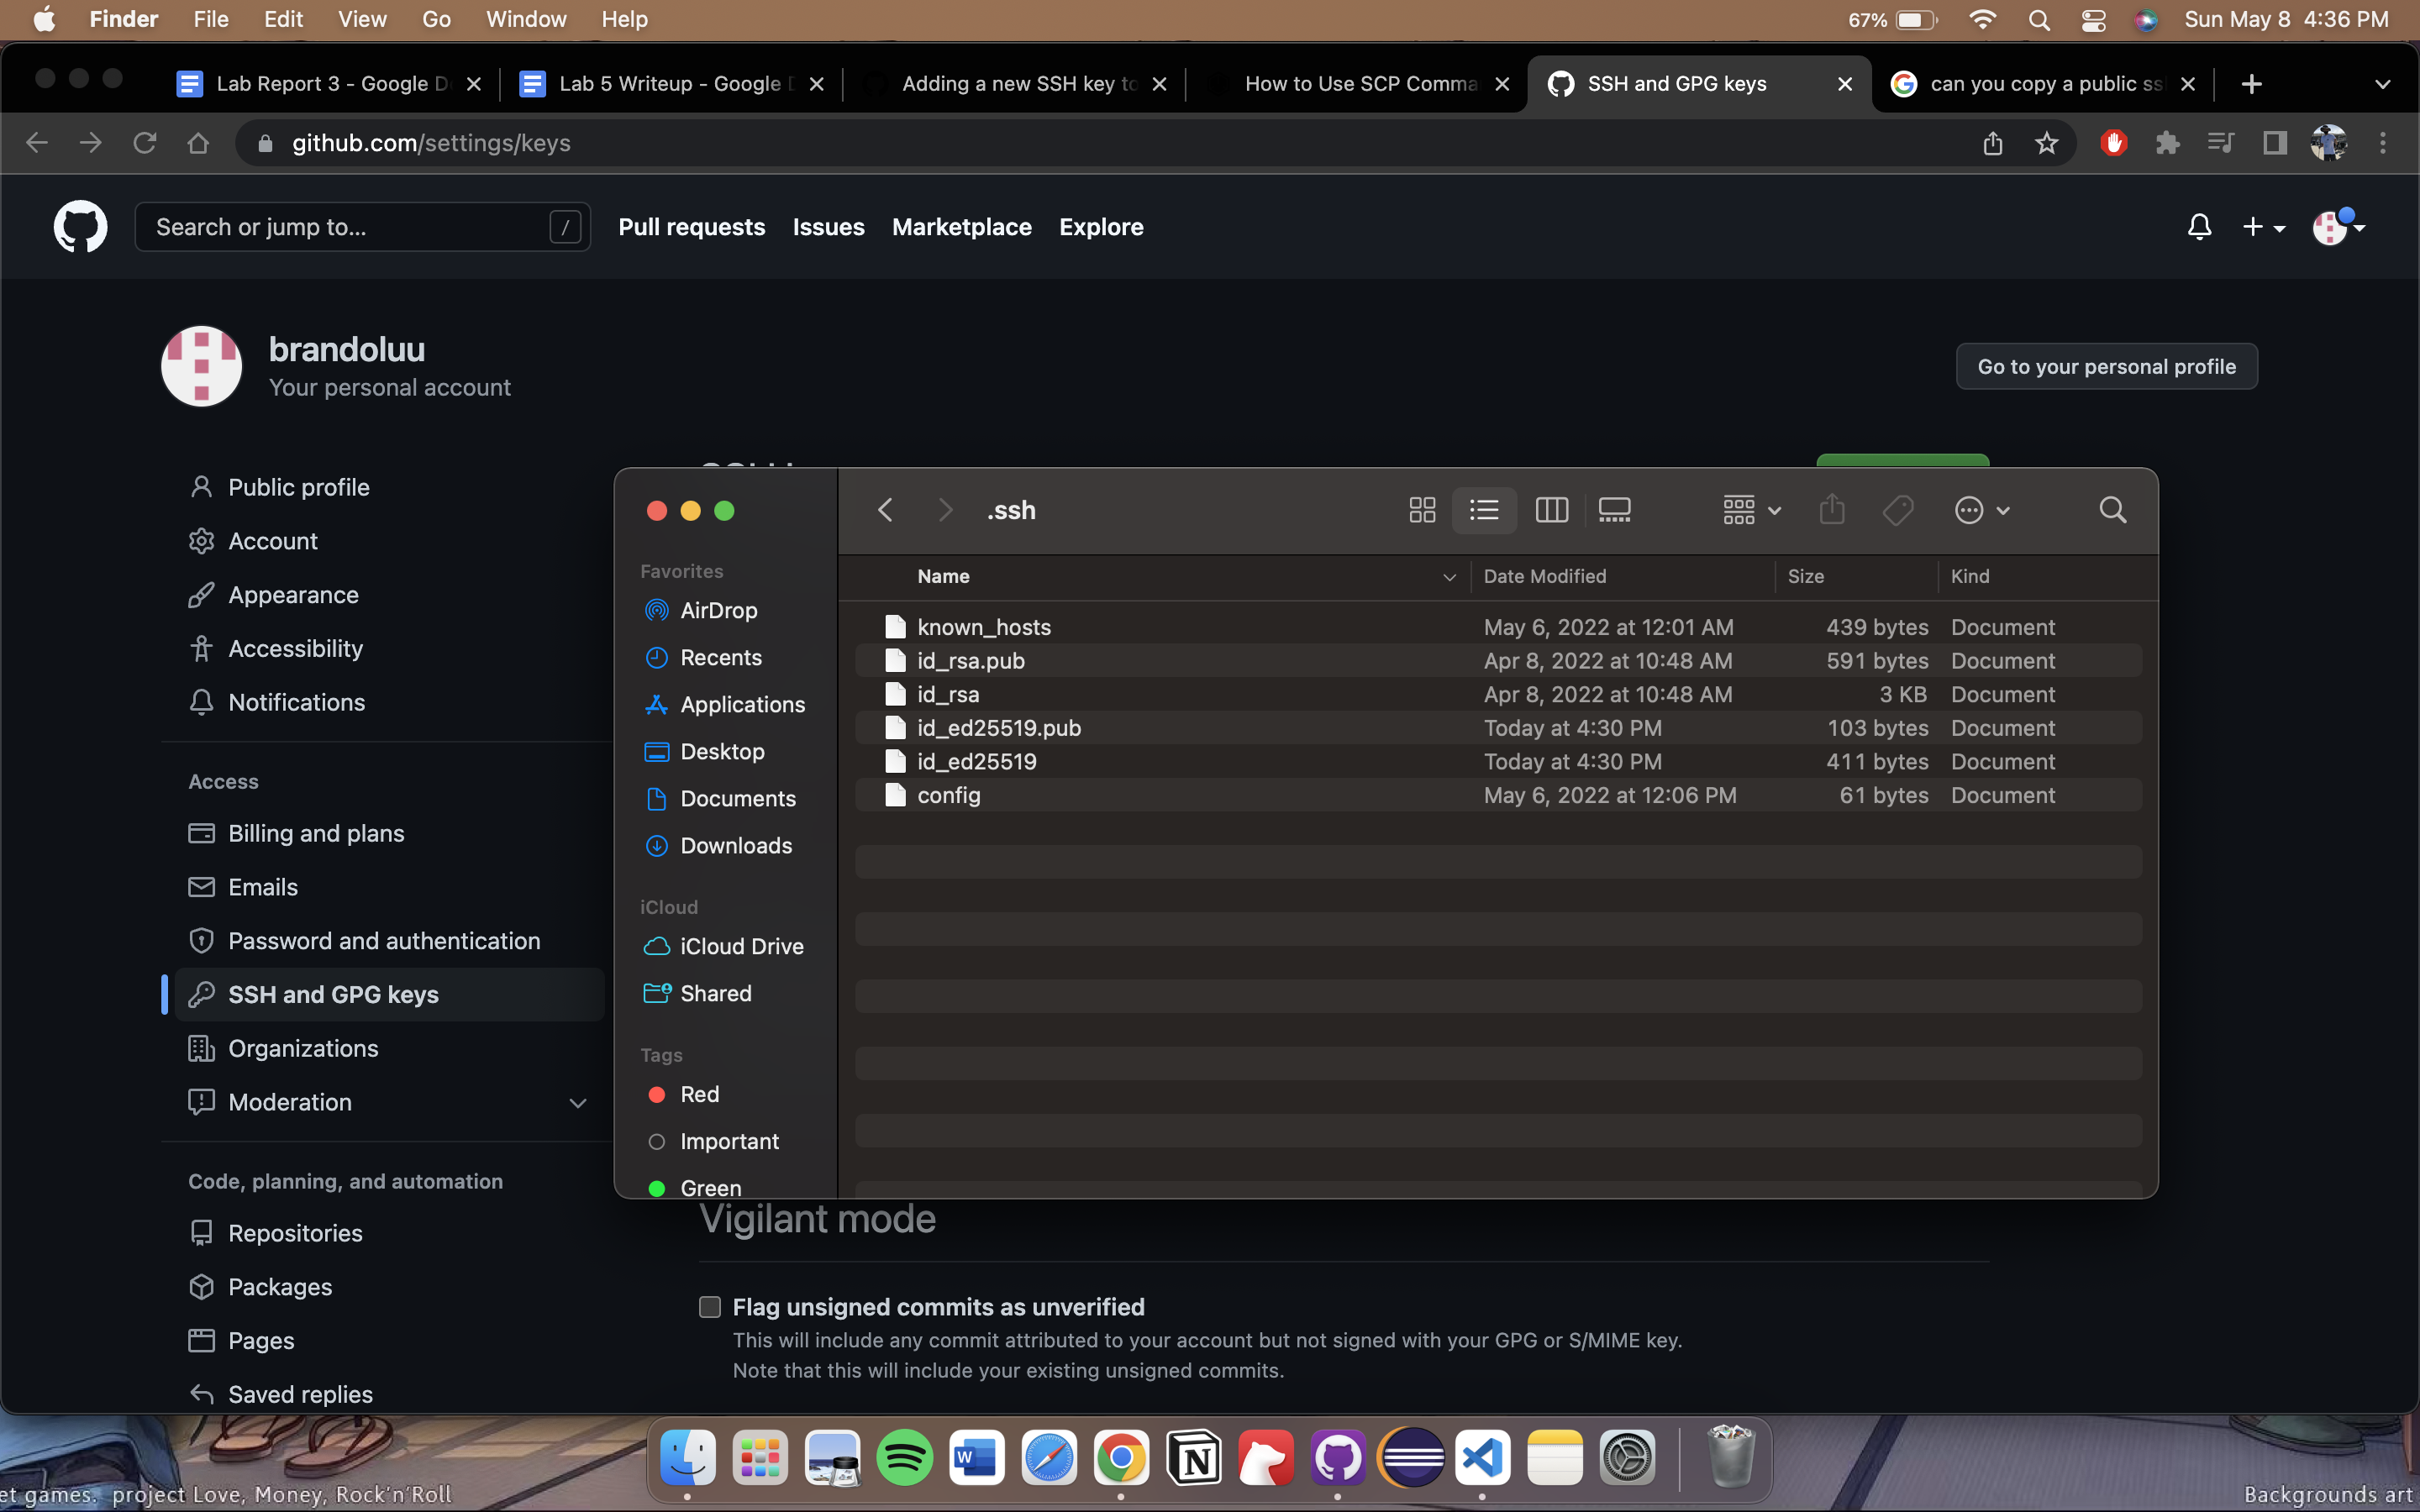 Finder File Edit View Go Window Help 67% Sun May 8 4:36 PM
Lab Report 3 - Google D Lab 5 Writeup - Google D Adding a new SSH key to How to Use SCP Comma SSH and GPG keys can you copy a public ss
github.com/settings/keys
Search or jump to... / Pull requests Issues Marketplace Explore
brandoluu
Your personal account
Go to your personal profile
Public profile
Account
Appearance
Accessibility
Notifications
Access
Billing and plans
Emails
Password and authentication
SSH and GPG keys
Organizations
Moderation
Code, planning, and automation
Repositories
Packages
Pages
Saved replies
.ssh
Favorites
AirDrop
Recents
Applications
Desktop
Documents
Downloads
iCloud
iCloud Drive
Shared
Tags
Red
Important
Green
Name Date Modified Size Kind
known_hosts May 6, 2022 at 12:01 AM 439 bytes Document
id_rsa.pub Apr 8, 2022 at 10:48 AM 591 bytes Document
id_rsa Apr 8, 2022 at 10:48 AM 3 KB Document
id_ed25519.pub Today at 4:30 PM 103 bytes Document
id_ed25519 Today at 4:30 PM 411 bytes Document
config May 6, 2022 at 12:06 PM 61 bytes Document
Vigilant mode
Flag unsigned commits as unverified
This will include any commit attributed to your account but not signed with your GPG or S/MIME key.
Note that this will include your existing unsigned commits.
W
N
et games. project Love, Money, Rock'n'Roll
Backgrounds art